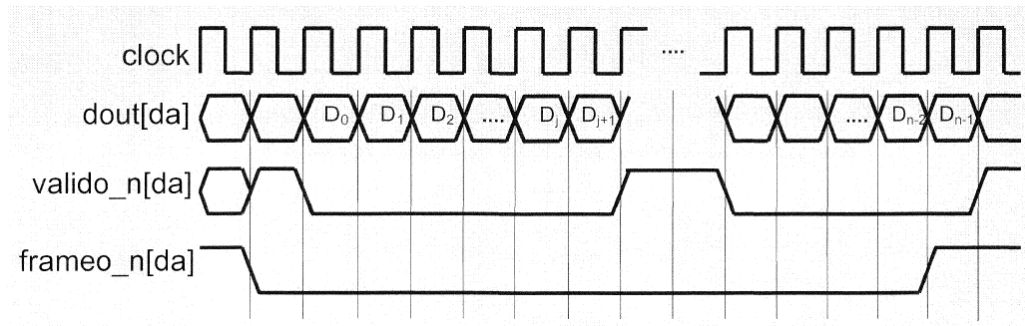 clock ....
dout[da] D0 D1 D2 .... Dj Dj+1 .... Dn-2 Dn-1
valido_n[da]
frameo_n[da]